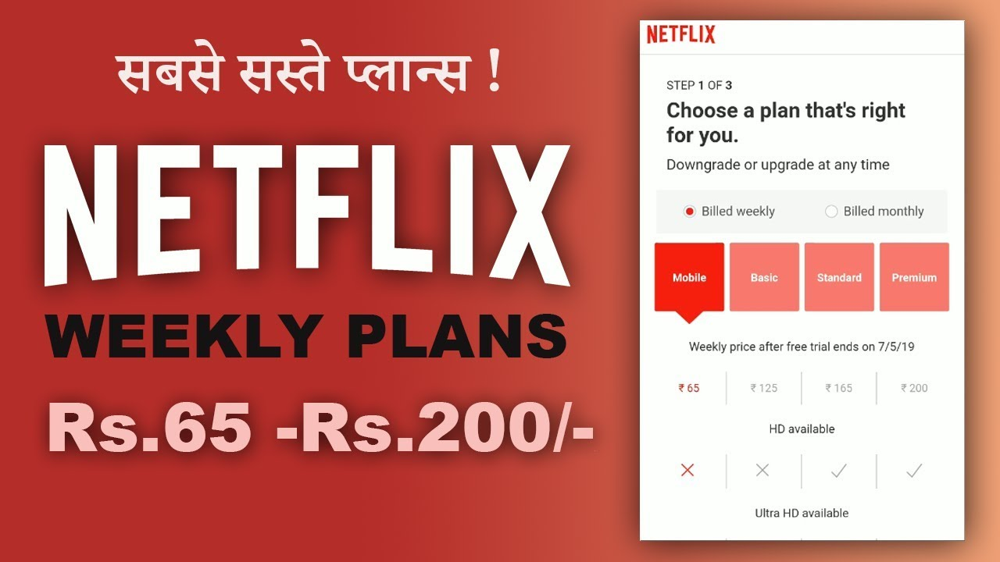 सबसे सस्ते प्लान्स !
NETFLIX
WEEKLY PLANS
Rs.65 -Rs.200/-
NETFLIX
STEP 1 OF 3
Choose a plan that's right
for you.
Downgrade or upgrade at any time
Billed weekly Billed monthly
Mobile Basic Standard Premium
Weekly price after free trial ends on 7/5/19
₹ 65 ₹ 125 ₹ 165 ₹ 200
HD available
Ultra HD available